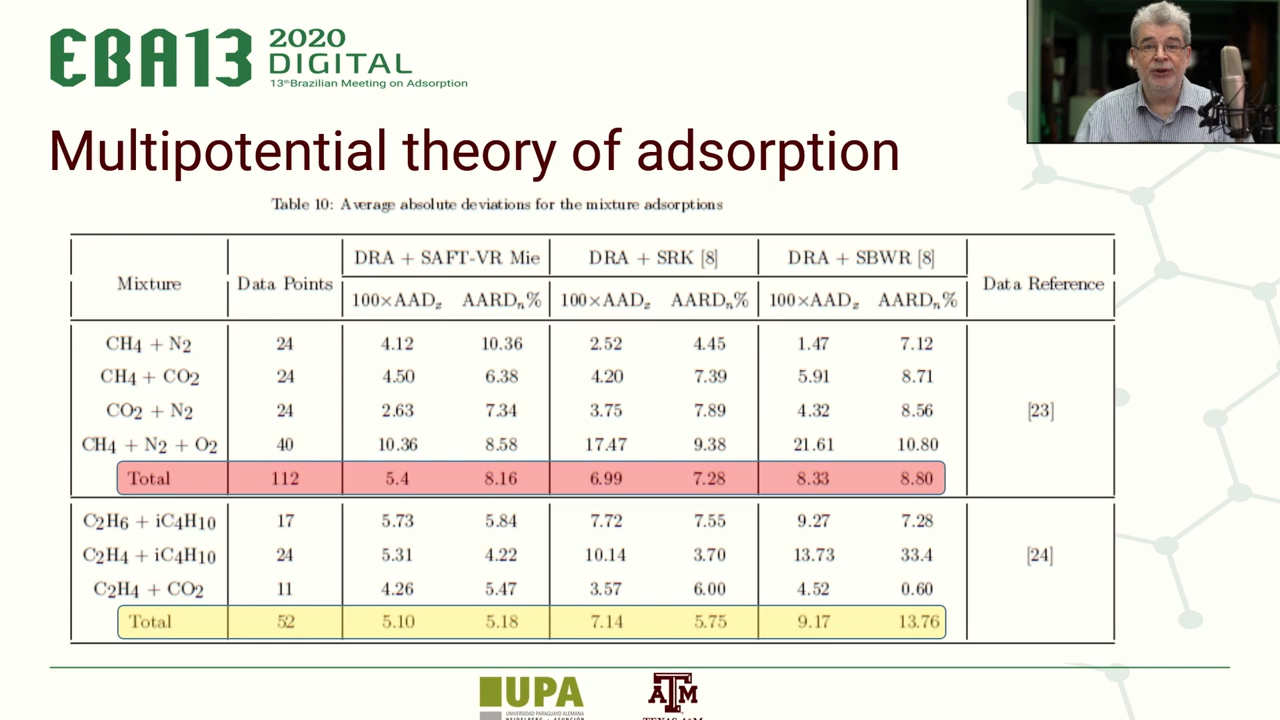 EBA13 2020 DIGITAL
13th Brazilian Meeting on Adsorption
Multipotential theory of adsorption
Table 10: Average absolute deviations for the mixture adsorptions
Mixture Data Points DRA + SAFT-VR Mie DRA + SRK [8] DRA + SBWR [8] Data Reference
100×AADz AARDn% 100×AADz AARDn% 100×AADz AARDn%
CH4 + N2 24 4.12 10.36 2.52 4.45 1.47 7.12
CH4 + CO2 24 4.50 6.38 4.20 7.39 5.91 8.71
CO2 + N2 24 2.63 7.34 3.75 7.89 4.32 8.56 [23]
CH4 + N2 + O2 40 10.36 8.58 17.47 9.38 21.61 10.80
Total 112 5.4 8.16 6.99 7.28 8.33 8.80
C2H6 + iC4H10 17 5.73 5.84 7.72 7.55 9.27 7.28
C2H4 + iC4H10 24 5.31 4.22 10.14 3.70 13.73 33.4 [24]
C2H4 + CO2 11 4.26 5.47 3.57 6.00 4.52 0.60
Total 52 5.10 5.18 7.14 5.75 9.17 13.76
UPA
UNIVERSIDAD PARAGUAYO ALEMANA
HEIDELBERG - ASUNCIÓN
ATM
TEXAS A&M